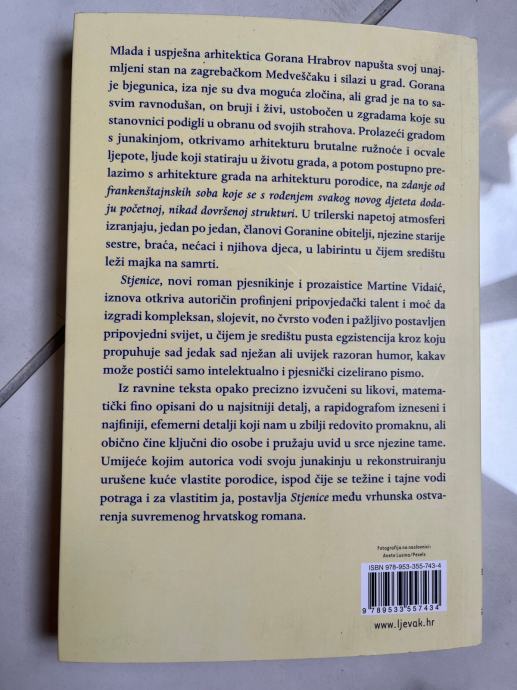 Mlada i uspješna arhitektica Gorana Hrabrov napušta svoj unaj-
mljeni stan na zagrebačkom Medveščaku i silazi u grad. Gorana
je bjegunica, iza nje su dva moguća zločina, ali grad je na to sa-
svim ravnodušan, on bruji i živi, ustobočen u zgradama koje su
stanovnici podigli u obranu od svojih strahova. Prolazeći gradom
s junakinjom, otkrivamo arhitekturu brutalne ružnoće i ocvale
ljepote, ljude koji statiraju u životu grada, a potom postupno pre-
lazimo s arhitekture grada na arhitekturu porodice, na zdanje od
frankenštajnskih soba koje se s rođenjem svakog novog djeteta doda-
ju početnoj, nikad dovršenoj strukturi. U trilerski napetoj atmosferi
izranjaju, jedan po jedan, članovi Goranine obitelji, njezine starije
sestre, braća, nećaci i njihova djeca, u labirintu u čijem središtu
leži majka na samrti.
Stjenice, novi roman pjesnikinje i prozaistice Martine Vidaić,
iznova otkriva autoričin profinjeni pripovjedački talent i moć da
izgradi kompleksan, slojevit, no čvrsto vođen i pažljivo postavljen
pripovjedni svijet, u čijem je središtu pusta egzistencija kroz koju
propuhuje sad jedak sad nježan ali uvijek razoran humor, kakav
može postići samo intelektualno i pjesnički cizelirano pismo.
Iz ravnine teksta opako precizno izvučeni su likovi, matema-
tički fino opisani do u najsitniji detalj, a rapidografom izneseni i
najfiniji, efemerni detalji koji nam u zbilji redovito promaknu, ali
obično čine ključni dio osobe i pružaju uvid u srce njezine tame.
Umijeće kojim autorica vodi svoju junakinju u rekonstruiranju
urušene kuće vlastite porodice, ispod čije se težine i tajne vodi
potraga i za vlastitim ja, postavlja Stjenice među vrhunska ostva-
renja suvremenog hrvatskog romana.
Fotografija na naslovnici:
Aneta Lusina/Pexels
ISBN 978-953-355-743-4
9 789533 557434
www.ljevak.hr